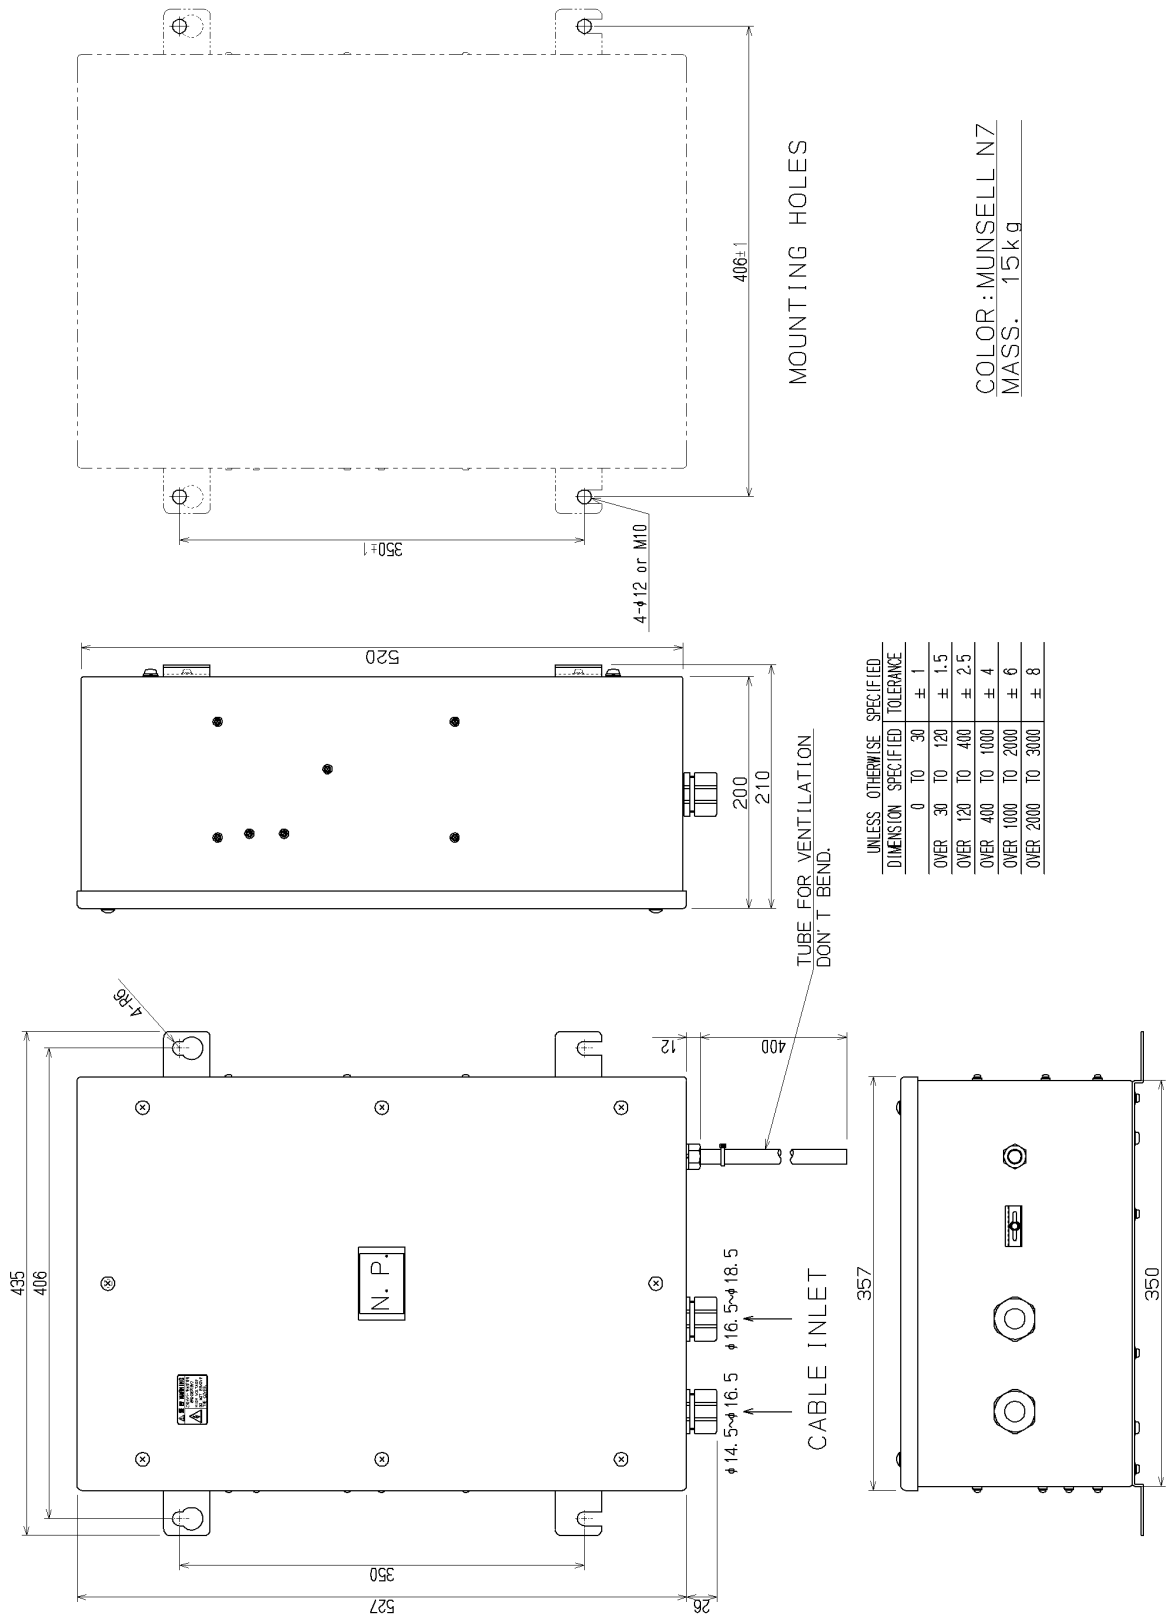 435
406
4-R6
350
527
26
12
400
N. P.
φ14.5~φ16.5
φ16.5~φ18.5
CABLE INLET
TUBE FOR VENTILATION
DON'T BEND.
357
350
520
200
210
350±1
406±1
4-φ12 or M10
MOUNTING HOLES
UNLESS OTHERWISE SPECIFIED
DIMENSION SPECIFIED TOLERANCE
0 TO 30 ± 1
OVER 30 TO 120 ± 1.5
OVER 120 TO 400 ± 2.5
OVER 400 TO 1000 ± 4
OVER 1000 TO 2000 ± 6
OVER 2000 TO 3000 ± 8
COLOR:MUNSELL N7
MASS. 15kg